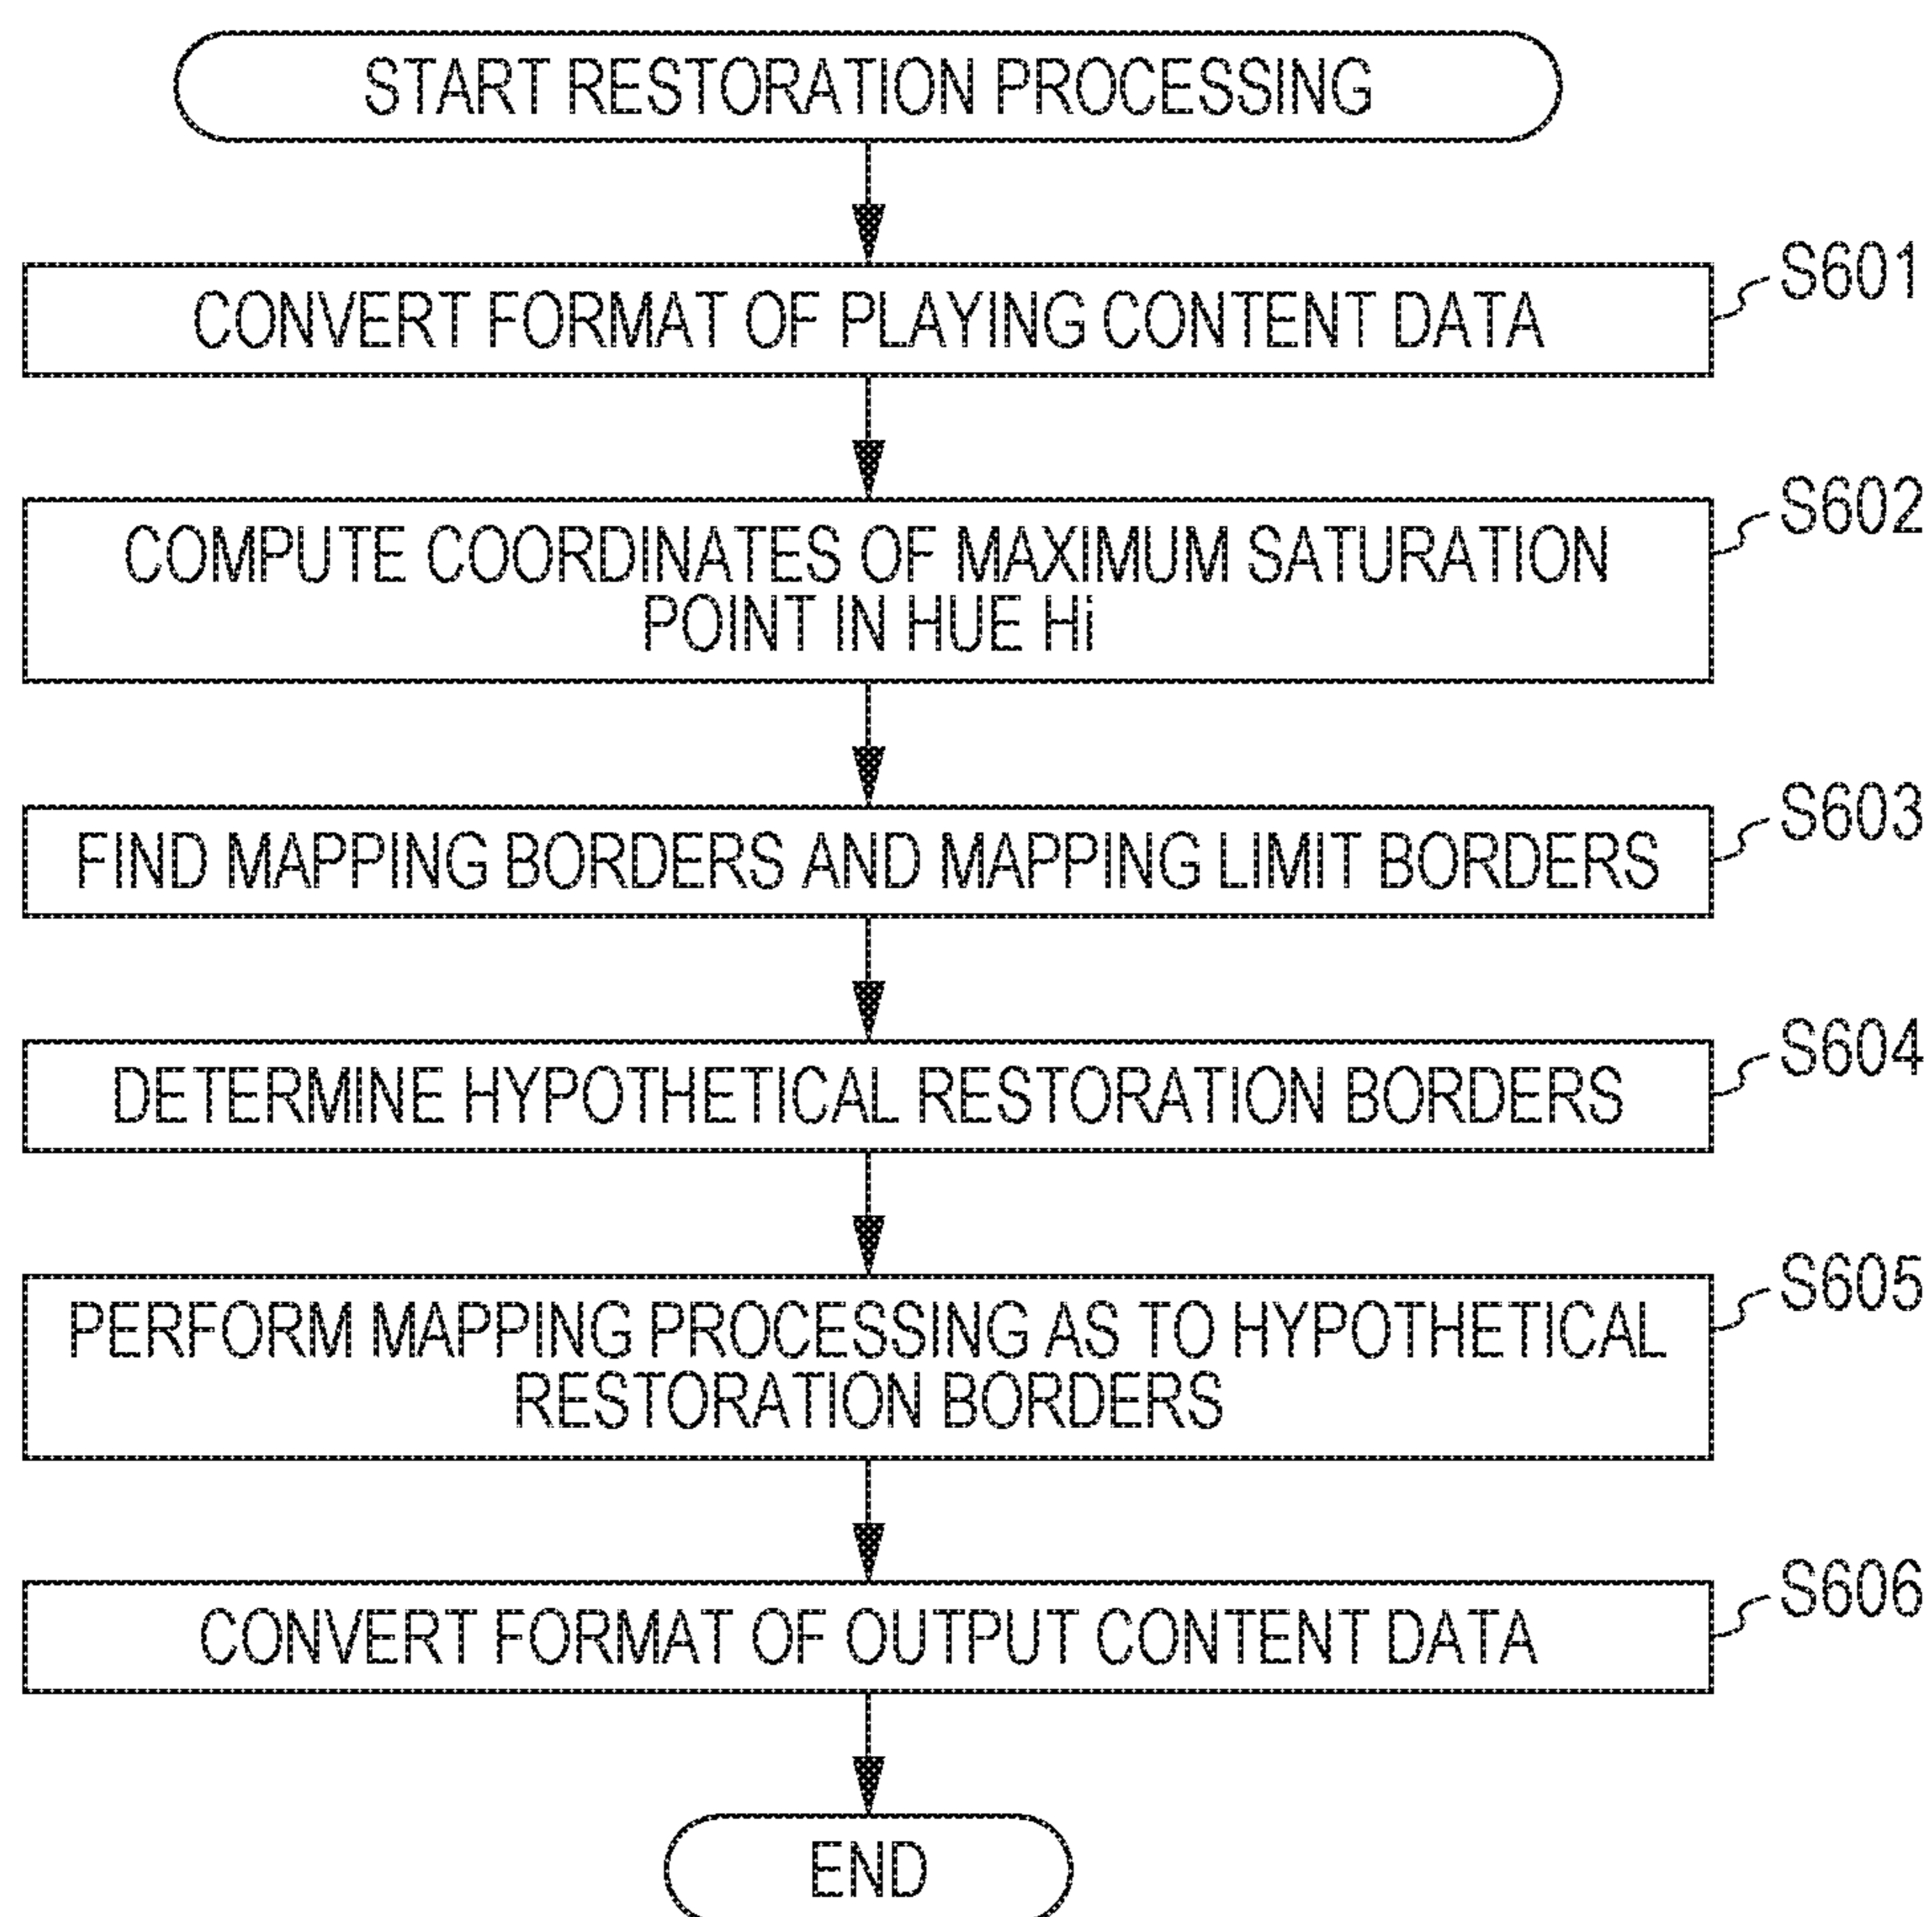 START RESTORATION PROCESSING
S601
CONVERT FORMAT OF PLAYING CONTENT DATA
S602
COMPUTE COORDINATES OF MAXIMUM SATURATION
POINT IN HUE Hi
S603
FIND MAPPING BORDERS AND MAPPING LIMIT BORDERS
S604
DETERMINE HYPOTHETICAL RESTORATION BORDERS
S605
PERFORM MAPPING PROCESSING AS TO HYPOTHETICAL
RESTORATION BORDERS
S606
CONVERT FORMAT OF OUTPUT CONTENT DATA
END